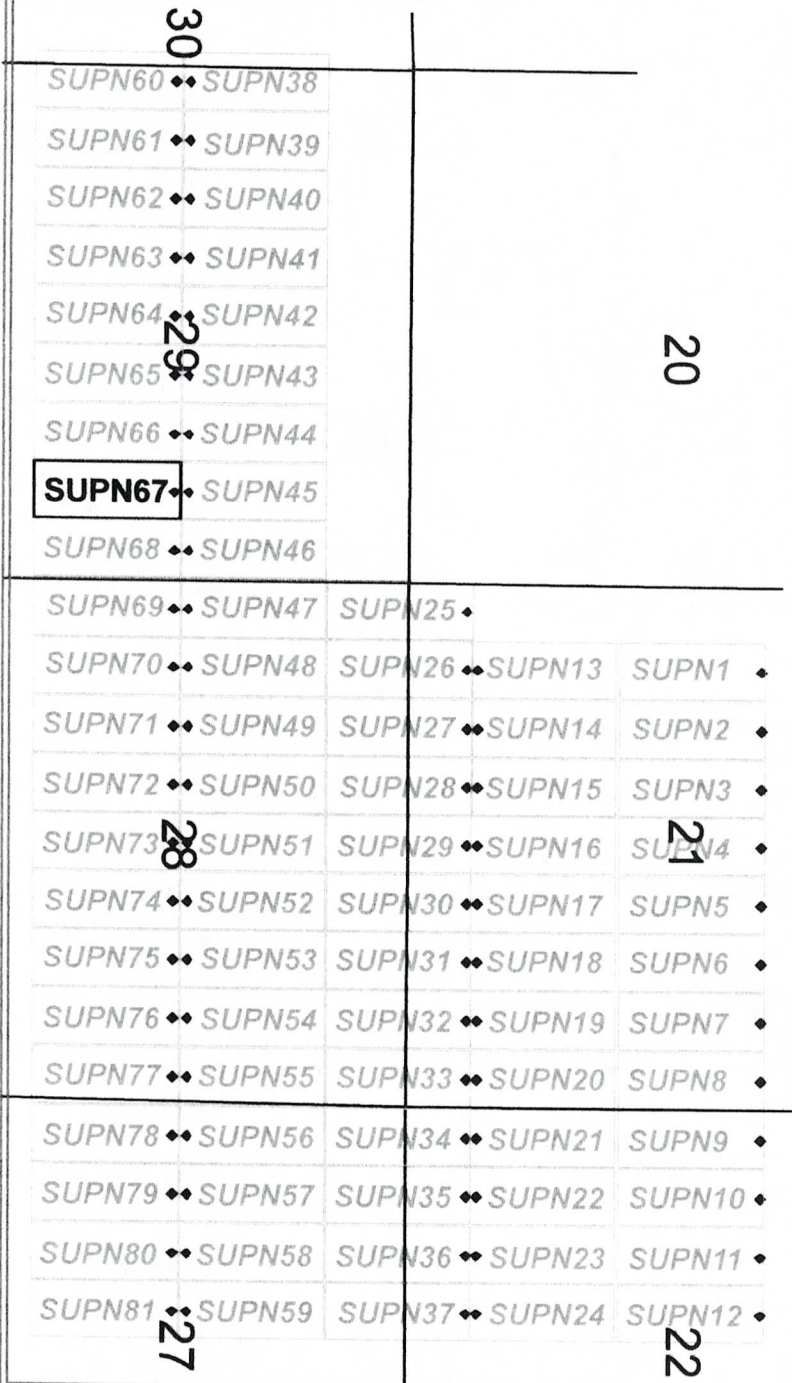 30
SUPN60 SUPN38
SUPN61 SUPN39
SUPN62 SUPN40
SUPN63 SUPN41
SUPN64 SUPN42
29
20
SUPN65 SUPN43
SUPN66 SUPN44
SUPN67 SUPN45
SUPN68 SUPN46
SUPN69 SUPN47 SUPN25
SUPN70 SUPN48 SUPN26 SUPN13 SUPN1
SUPN71 SUPN49 SUPN27 SUPN14 SUPN2
SUPN72 SUPN50 SUPN28 SUPN15 SUPN3
SUPN73 SUPN51 SUPN29 SUPN16 SUPN4
28
21
SUPN74 SUPN52 SUPN30 SUPN17 SUPN5
SUPN75 SUPN53 SUPN31 SUPN18 SUPN6
SUPN76 SUPN54 SUPN32 SUPN19 SUPN7
SUPN77 SUPN55 SUPN33 SUPN20 SUPN8
SUPN78 SUPN56 SUPN34 SUPN21 SUPN9
SUPN79 SUPN57 SUPN35 SUPN22 SUPN10
SUPN80 SUPN58 SUPN36 SUPN23 SUPN11
SUPN81 SUPN59 SUPN37 SUPN24 SUPN12
27
22